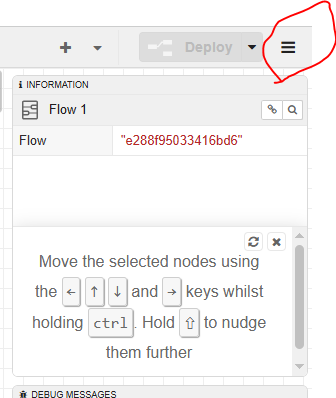 Deploy
INFORMATION
Flow 1
Flow "e288f95033416bd6"
Move the selected nodes using
the ← ↑ ↓ and → keys whilst
holding ctrl. Hold ⇧ to nudge
them further
DEBUG MESSAGES